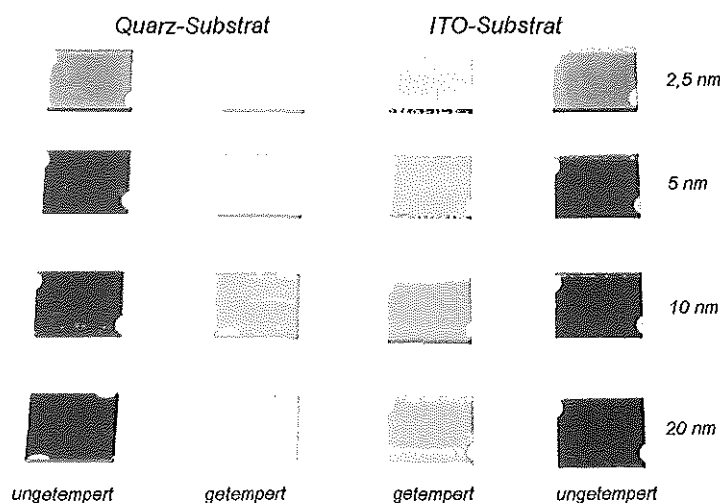 Quarz-Substrat ITO-Substrat
2,5 nm
5 nm
10 nm
20 nm
ungetempert getempert getempert ungetempert